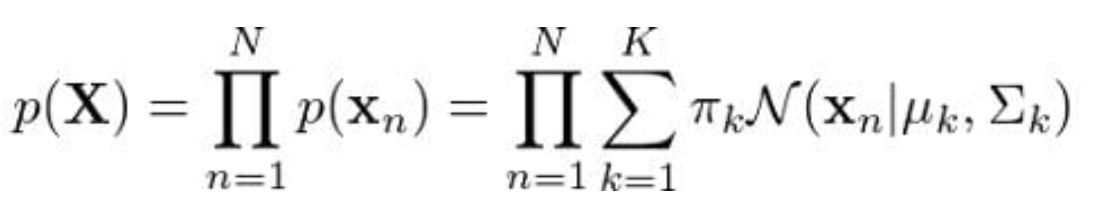 p(𝐗) = ∏_{n=1}^{N} p(𝐱_n) = ∏_{n=1}^{N} ∑_{k=1}^{K} π_k 𝒩(𝐱_n|μ_k, Σ_k)